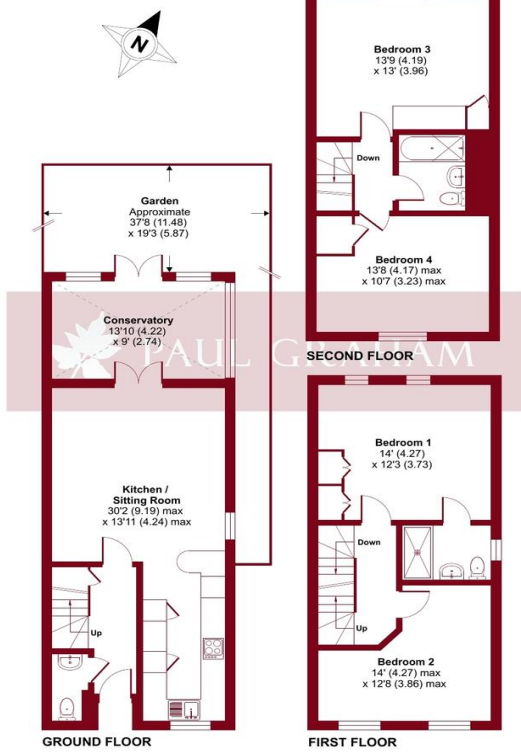 N
Bedroom 3
13'9 (4.19)
x 13' (3.96)
Down
Garden
Approximate
37'8 (11.48)
x 19'3 (5.87)
Bedroom 4
13'8 (4.17) max
x 10'7 (3.23) max
Conservatory
13'10 (4.22)
x 9' (2.74)
PAUL GRAHAM
SECOND FLOOR
Bedroom 1
14' (4.27)
x 12'3 (3.73)
Kitchen /
Sitting Room
30'2 (9.19) max
x 13'11 (4.24) max
Down
Up
Up
Bedroom 2
14' (4.27) max
x 12'8 (3.86) max
GROUND FLOOR
FIRST FLOOR